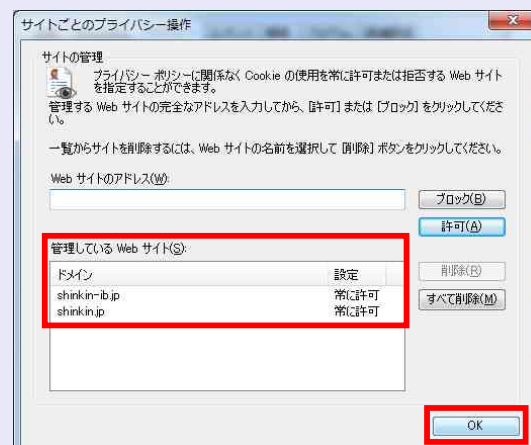 サイトごとのプライバシー操作
サイトの管理
プライバシー ポリシーに関係なく Cookie の使用を常に許可または拒否する Web サイト
を指定することができます。
管理する Web サイトの完全なアドレスを入力してから、[許可] または [ブロック] をクリックしてくださ
い。
一覧からサイトを削除するには、Web サイトの名前を選択して [削除] ボタンをクリックしてください。
Web サイトのアドレス(W):
ブロック(B)
許可(A)
管理している Web サイト(S):
ドメイン 設定
削除(R)
shinkin-ib.jp 常に許可
shinkin.jp 常に許可
すべて削除(M)
OK